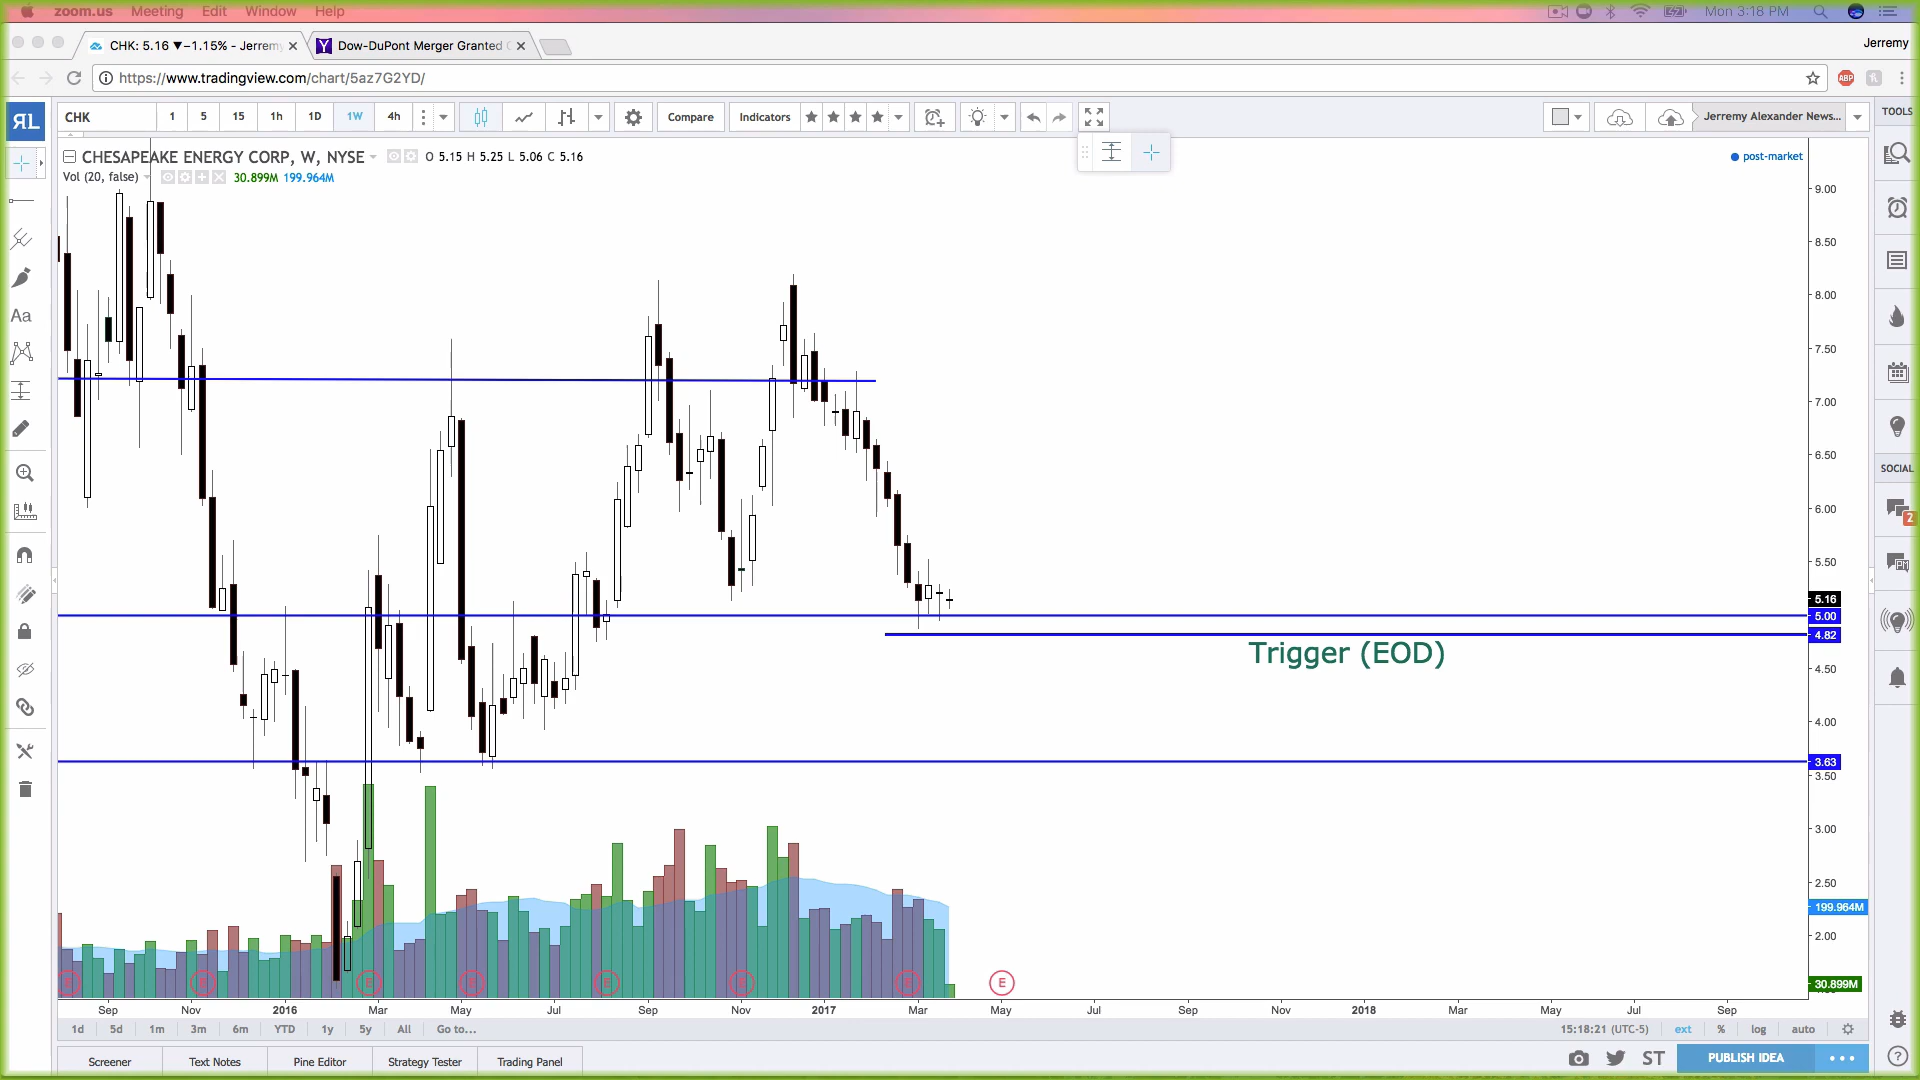 zoom.us Meeting Edit Window Help Mon 3:18 PM
CHK: 5.16 ▼−1.15% - Jerremy Dow-DuPont Merger Granted Jerremy
https://www.tradingview.com/chart/5az7G2YD/ ABP
CHK 1 5 15 1h 1D 1W 4h Compare Indicators Jerremy Alexander News... TOOLS
CHESAPEAKE ENERGY CORP, W, NYSE O 5.15 H 5.25 L 5.06 C 5.16 post-market
Vol (20, false) 30.899M 199.964M
9.00
8.50
8.00
7.50
7.00
6.50
6.00
5.50
5.16
5.00
4.82
Trigger (EOD)
4.50
4.00
3.63
3.50
3.00
2.50
199.964M
2.00
30.899M
E E E E E E E E
Sep Nov 2016 Mar May Jul Sep Nov 2017 Mar May Jul Sep Nov 2018 Mar May Jul Sep
1d 5d 1m 3m 6m YTD 1y 5y All Go to... 15:18:21 (UTC-5) ext % log auto
Screener Text Notes Pine Editor Strategy Tester Trading Panel ST PUBLISH IDEA
Aa
SOCIAL
2